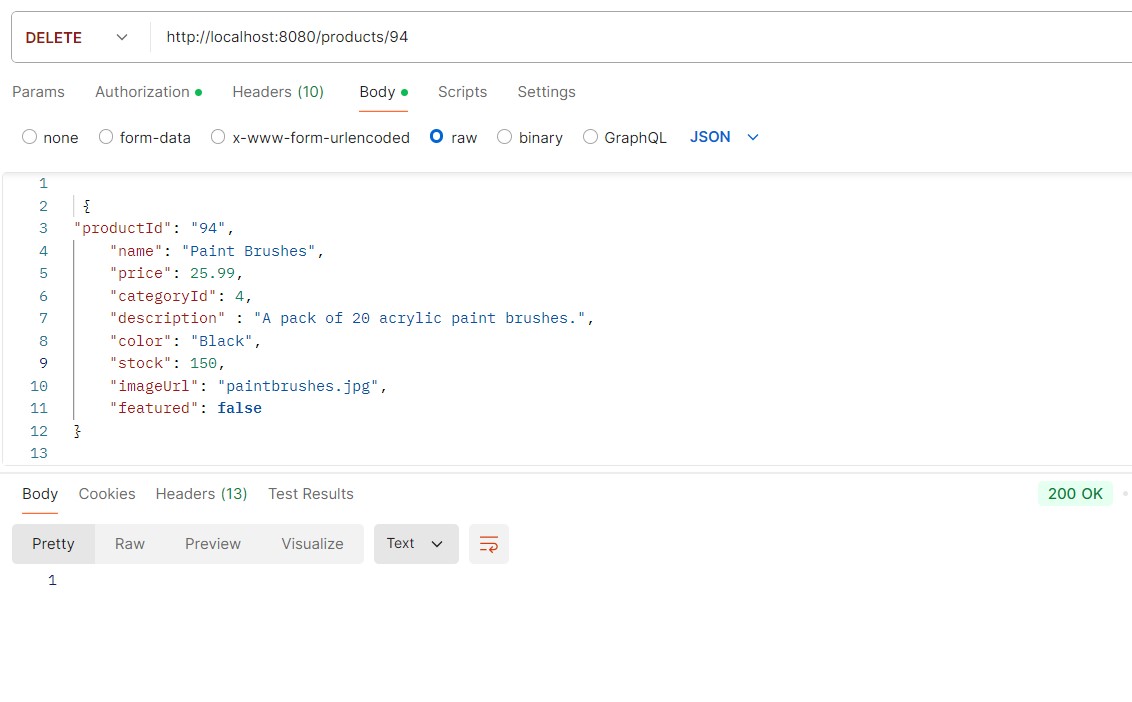 DELETE http://localhost:8080/products/94
Params Authorization Headers (10) Body Scripts Settings
none form-data x-www-form-urlencoded raw binary GraphQL JSON
1
2 {
3 "productId": "94",
4 "name": "Paint Brushes",
5 "price": 25.99,
6 "categoryId": 4,
7 "description" : "A pack of 20 acrylic paint brushes.",
8 "color": "Black",
9 "stock": 150,
10 "imageUrl": "paintbrushes.jpg",
11 "featured": false
12 }
13
Body Cookies Headers (13) Test Results 200 OK
Pretty Raw Preview Visualize Text
1